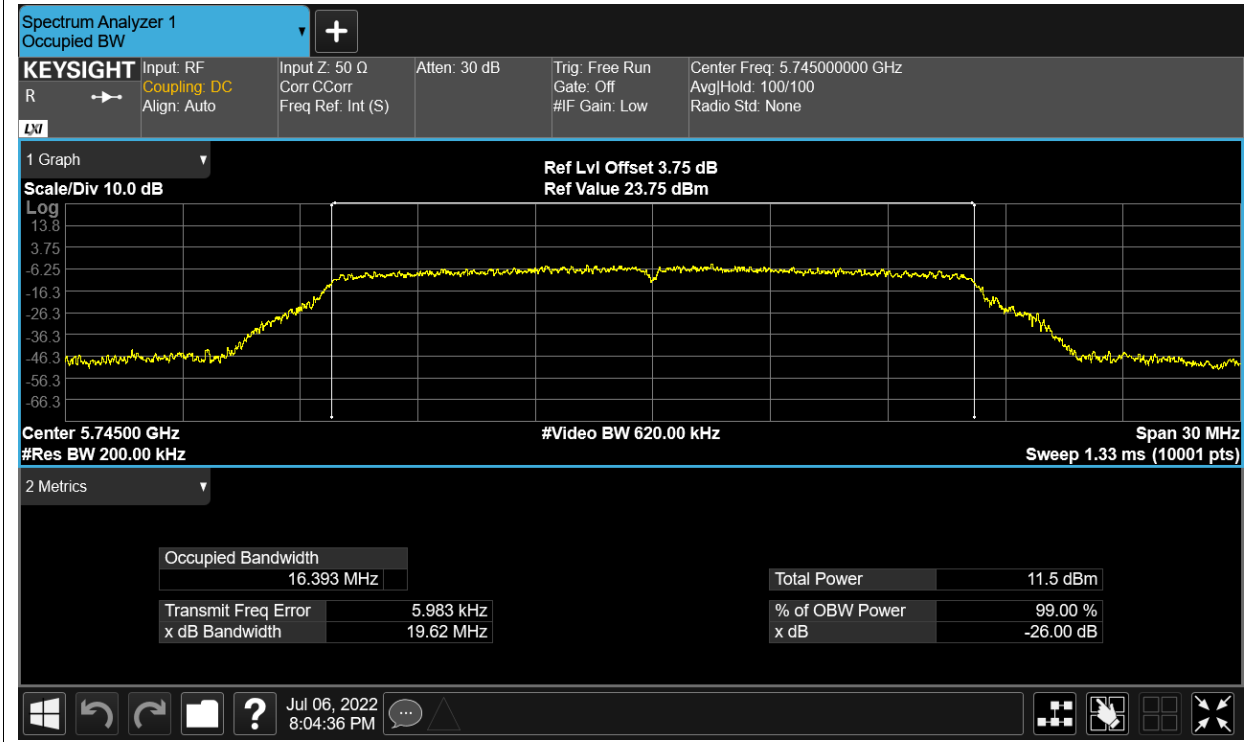 Spectrum Analyzer 1
Occupied BW
KEYSIGHT
R
LXI
Input: RF
Coupling: DC
Align: Auto
Input Z: 50 Ω
Corr CCorr
Freq Ref: Int (S)
Atten: 30 dB
Trig: Free Run
Gate: Off
#IF Gain: Low
Center Freq: 5.745000000 GHz
Avg|Hold: 100/100
Radio Std: None
1 Graph
Scale/Div 10.0 dB
Ref Lvl Offset 3.75 dB
Ref Value 23.75 dBm
Log
13.8
3.75
-6.25
-16.3
-26.3
-36.3
-46.3
-56.3
-66.3
Center 5.74500 GHz
#Video BW 620.00 kHz
Span 30 MHz
#Res BW 200.00 kHz
Sweep 1.33 ms (10001 pts)
2 Metrics
Occupied Bandwidth
16.393 MHz
Transmit Freq Error 5.983 kHz
x dB Bandwidth 19.62 MHz
Total Power 11.5 dBm
% of OBW Power 99.00 %
x dB -26.00 dB
?
Jul 06, 2022
8:04:36 PM